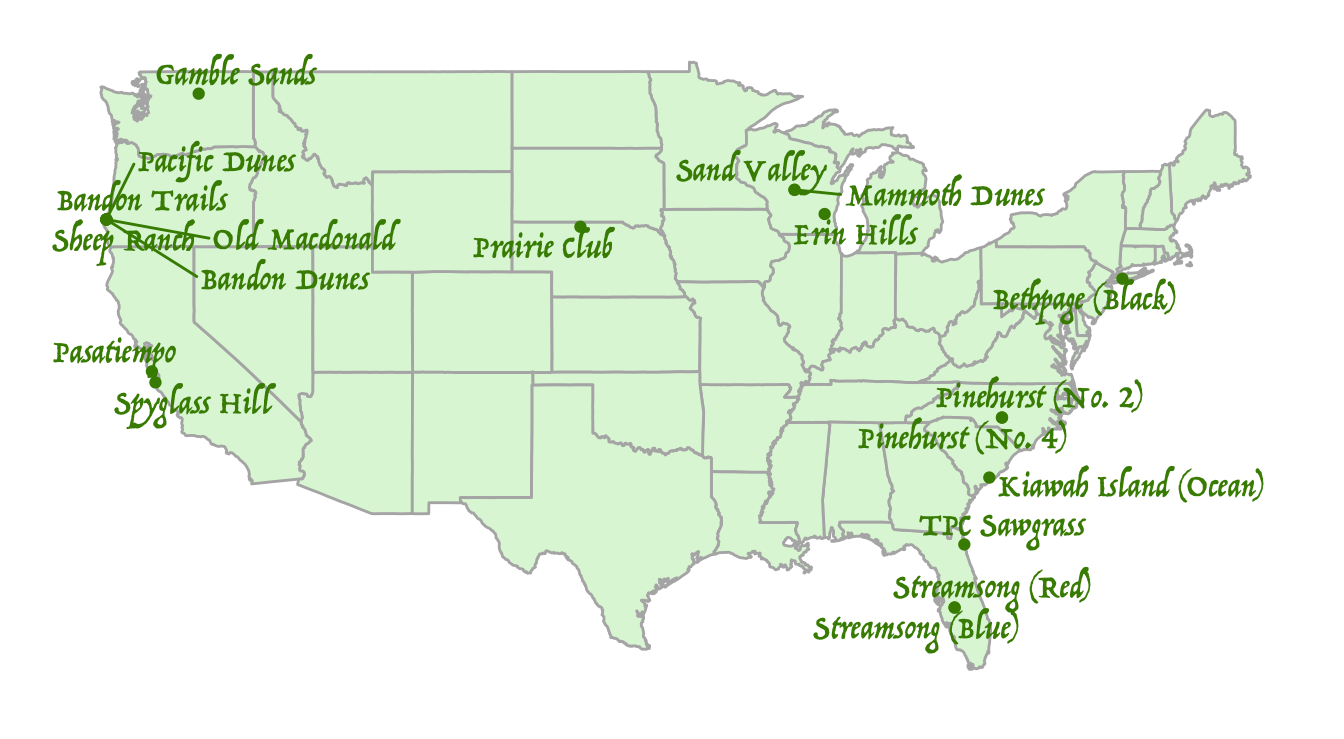 Gamble Sands
Pacific Dunes
Sand Valley
Mammoth Dunes
Bandon Trails
Sheep Ranch
Old Macdonald
Erin Hills
Prairie Club
Bandon Dunes
Bethpage (Black)
Pasatiempo
Spyglass Hill
Pinehurst (No. 2)
Pinehurst (No. 4)
Kiawah Island (Ocean)
TPC Sawgrass
Streamsong (Red)
Streamsong (Blue)